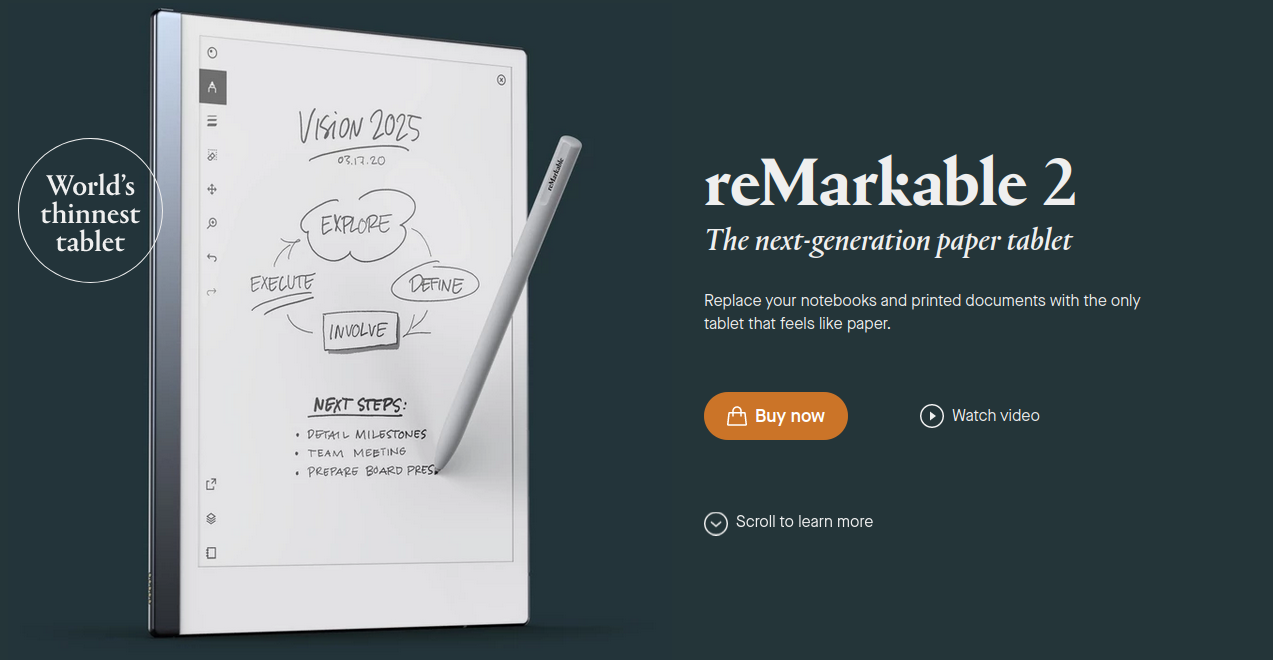 World's
thinnest
tablet
Vision 2025
03.17.20
EXPLORE
EXECUTE
DEFINE
INVOLVE
NEXT STEPS:
• DETAIL MILESTONES
• TEAM MEETING
• PREPARE BOARD PRES
reMarkable
reMarkable 2
The next-generation paper tablet
Replace your notebooks and printed documents with the only
tablet that feels like paper.
Buy now
Watch video
Scroll to learn more